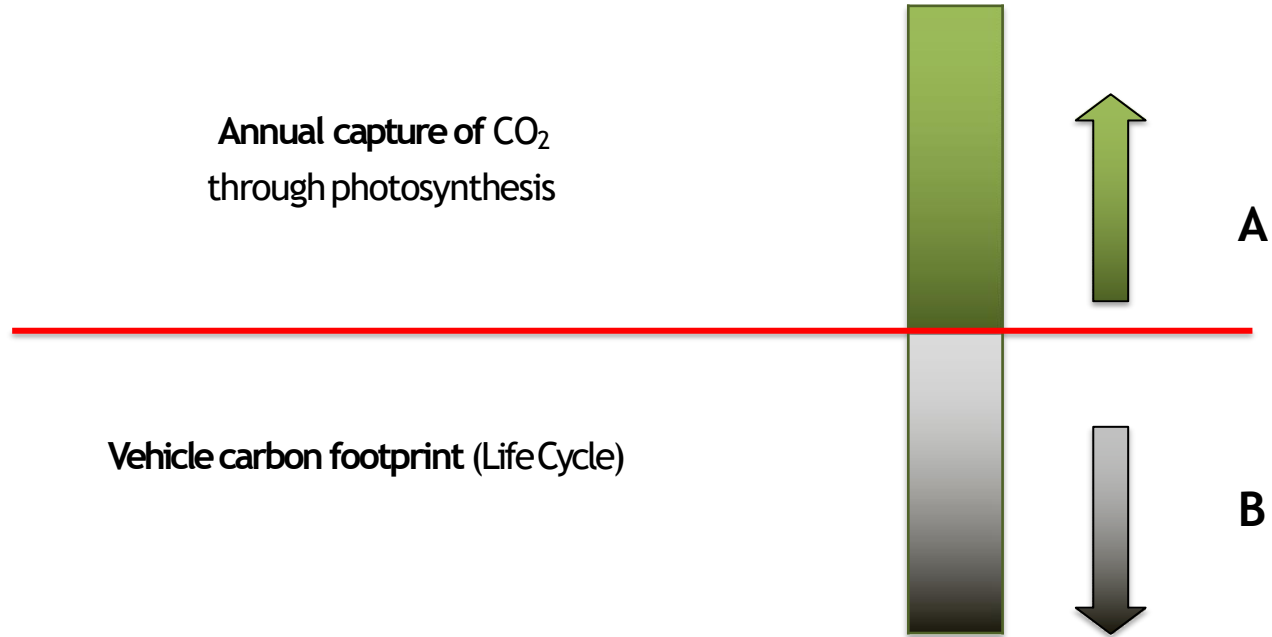 Annual capture of CO₂
through photosynthesis
A
Vehicle carbon footprint (Life Cycle)
B